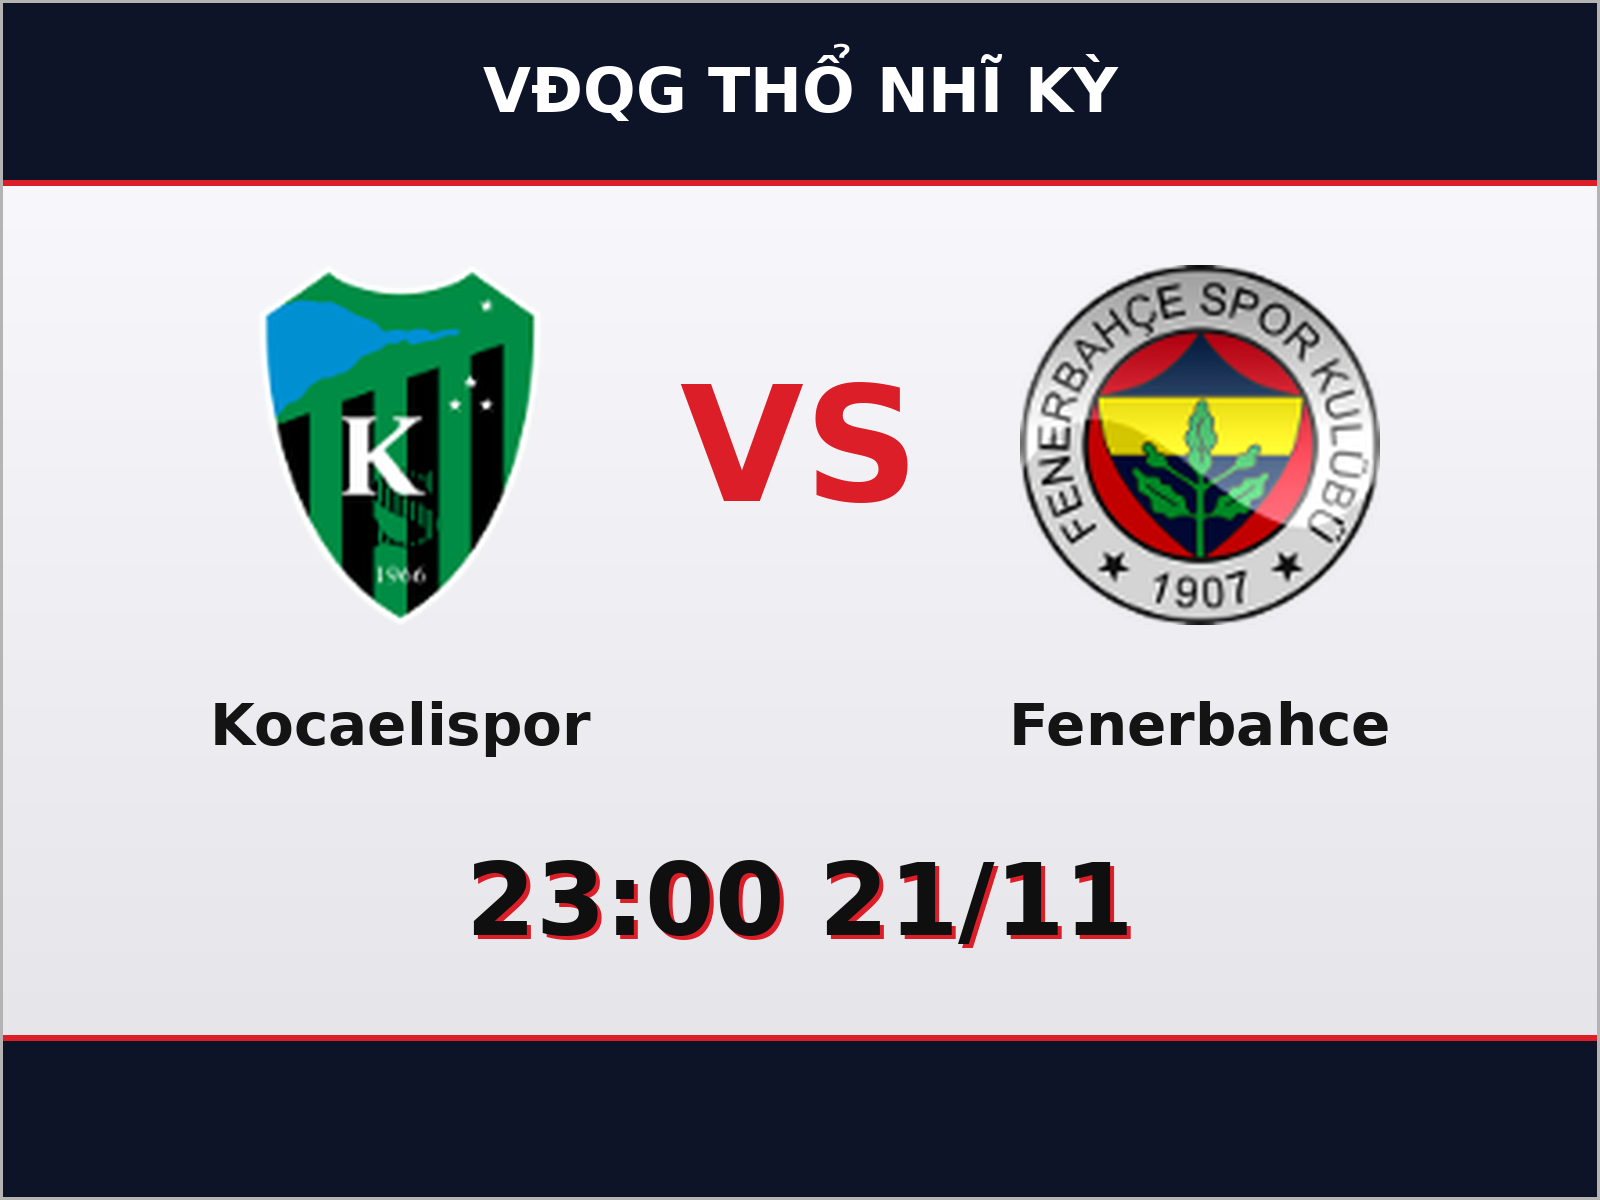 VĐQG THỔ NHĨ KỲ
K
1966
VS
FENERBAHÇE SPOR KULÜBÜ
★ 1907 ★
Kocaelispor
Fenerbahce
23:00 21/11